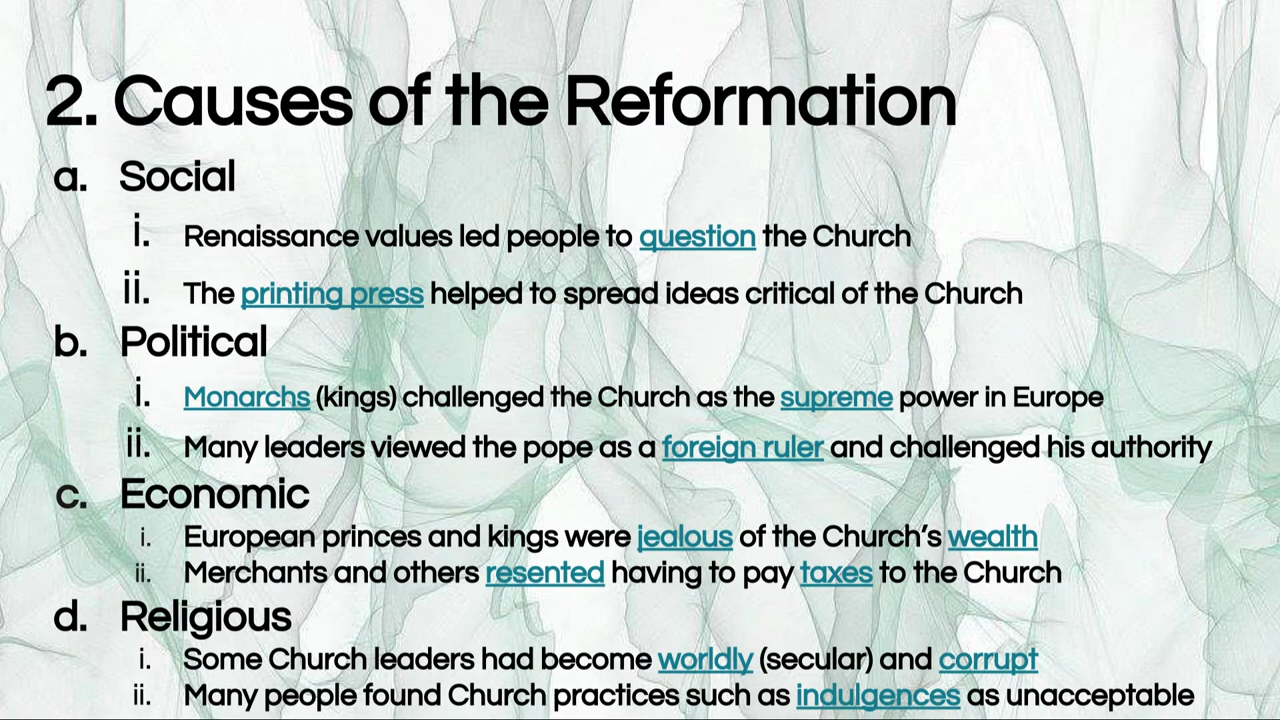 2. Causes of the Reformation
a. Social
i. Renaissance values led people to question the Church
ii. The printing press helped to spread ideas critical of the Church
b. Political
i. Monarchs (kings) challenged the Church as the supreme power in Europe
ii. Many leaders viewed the pope as a foreign ruler and challenged his authority
c. Economic
i. European princes and kings were jealous of the Church’s wealth
ii. Merchants and others resented having to pay taxes to the Church
d. Religious
i. Some Church leaders had become worldly (secular) and corrupt
ii. Many people found Church practices such as indulgences as unacceptable